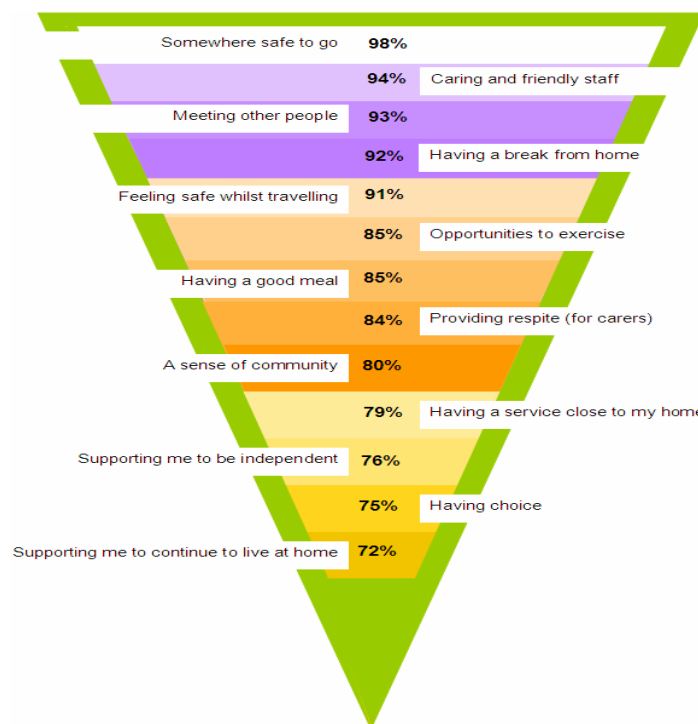 Somewhere safe to go 98%
94% Caring and friendly staff
Meeting other people 93%
92% Having a break from home
Feeling safe whilst travelling 91%
85% Opportunities to exercise
Having a good meal 85%
84% Providing respite (for carers)
A sense of community 80%
79% Having a service close to my home
Supporting me to be independent 76%
75% Having choice
Supporting me to continue to live at home 72%